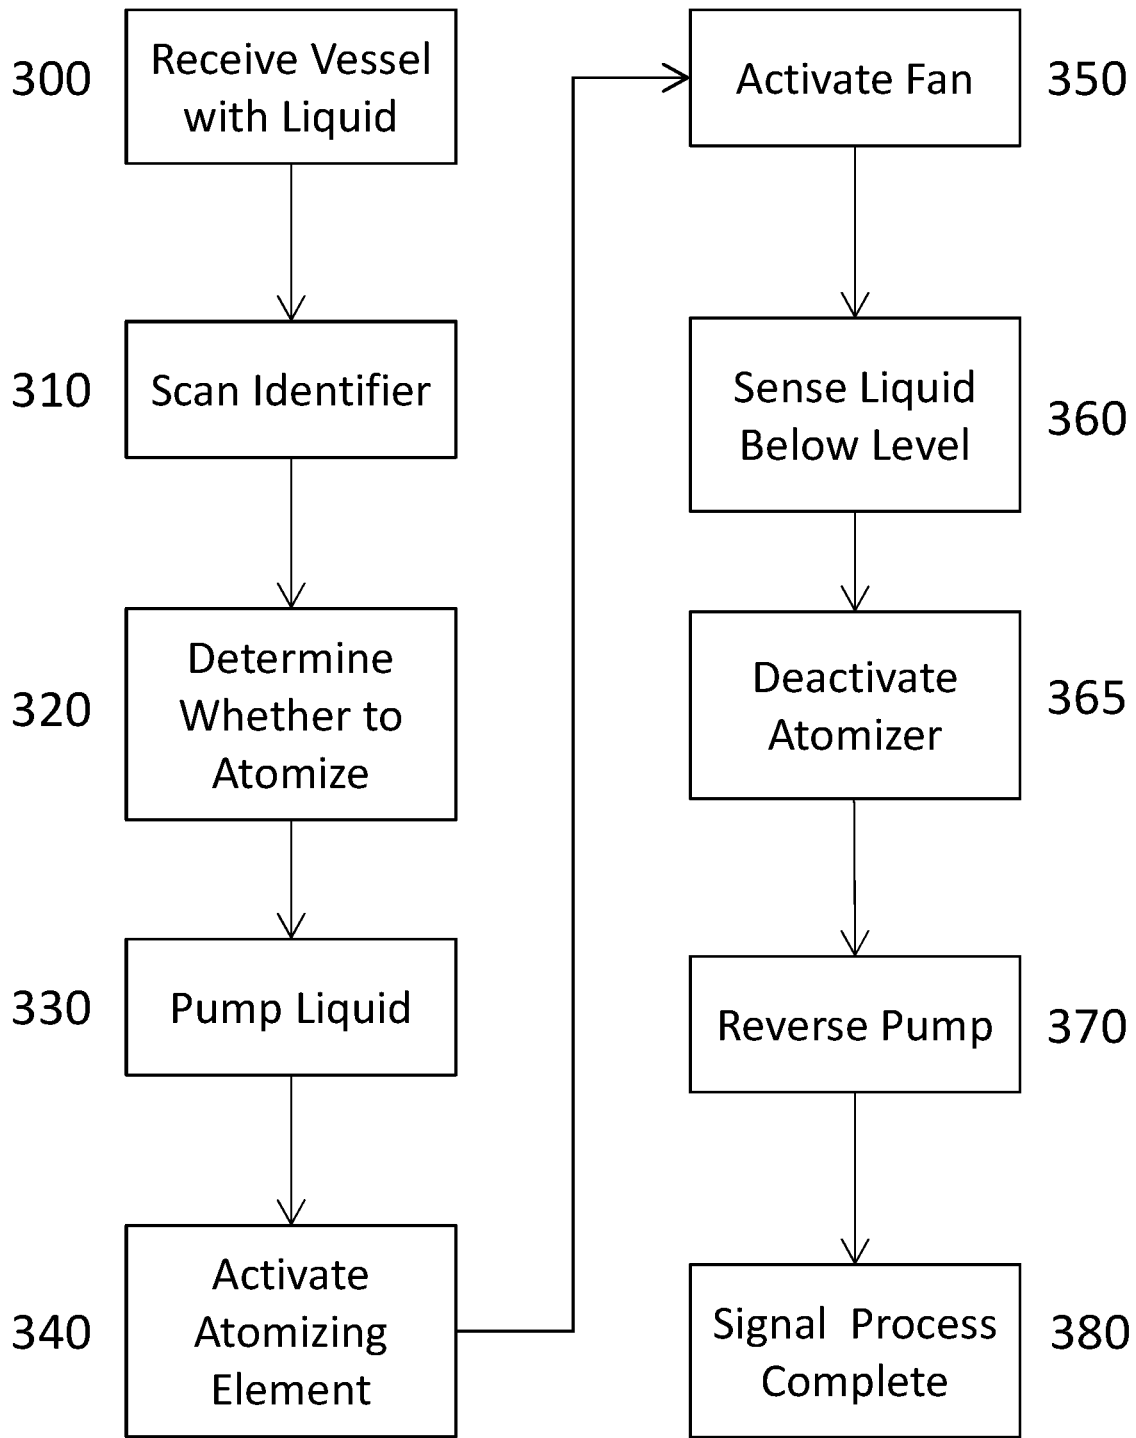 300
Receive Vessel
with Liquid
310
Scan Identifier
320
Determine
Whether to
Atomize
330
Pump Liquid
340
Activate
Atomizing
Element
Activate Fan
350
Sense Liquid
Below Level
360
Deactivate
Atomizer
365
Reverse Pump
370
Signal Process
Complete
380